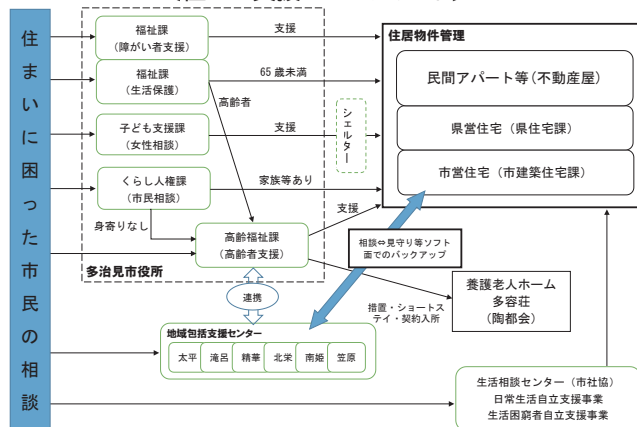 住まいに困った市民の相談
福祉課
(障がい者支援)
支援
福祉課
(生活保護)
65歳未満
高齢者
子ども支援課
(女性相談)
支援
シェルター
くらし人権課
(市民相談)
家族等あり
身寄りなし
高齢福祉課
(高齢者支援)
支援
多治見市役所
住居物件管理
民間アパート等(不動産屋)
県営住宅(県住宅課)
市営住宅(市建築住宅課)
相談⇔見守り等ソフト
面でのバックアップ
連携
措置・ショートス
テイ・契約入所
養護老人ホーム
多容荘
(陶都会)
地域包括支援センター
太平
滝呂
精華
北栄
南姫
笠原
生活相談センター(市社協)
日常生活自立支援事業
生活困窮者自立支援事業